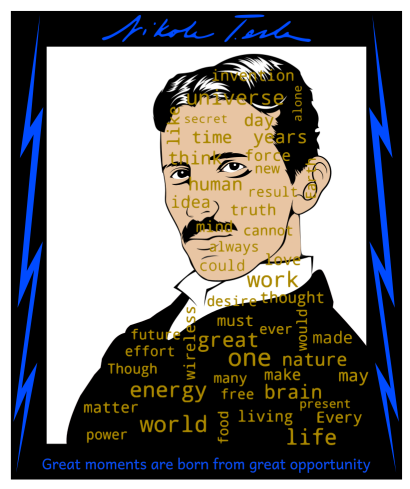 Nikola Tesla
invention
universe
alone
like
secret
day
time
years
think
force
new
Earth
human
result
idea
truth
mind
cannot
always
could
love
work
desire
thought
wireless
must
ever
would
future
great
made
effort
one
nature
Though
many
make
may
energy
free
brain
matter
present
food
living
Every
world
power
life
Great moments are born from great opportunity